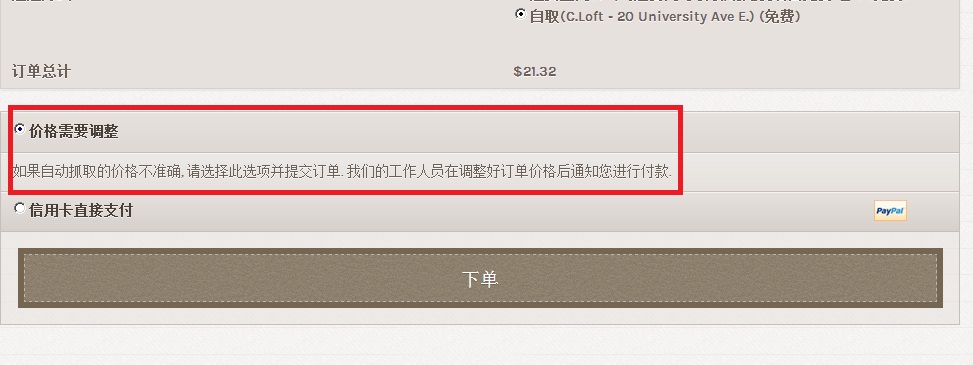 自取(C.Loft - 20 University Ave E.) (免费)
订单总计
$21.32
价格需要调整
如果自动抓取的价格不准确,请选择此选项并提交订单. 我们的工作人员在调整好订单价格后通知您进行付款.
信用卡直接支付
PayPal
下单